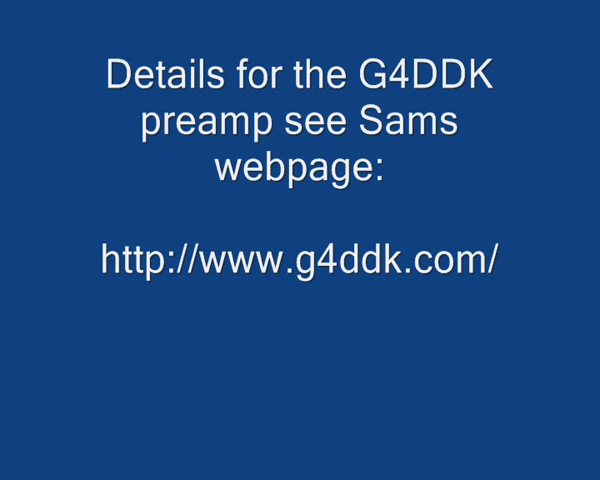 Details for the G4DDK
preamp see Sams
webpage:
http://www.g4ddk.com/